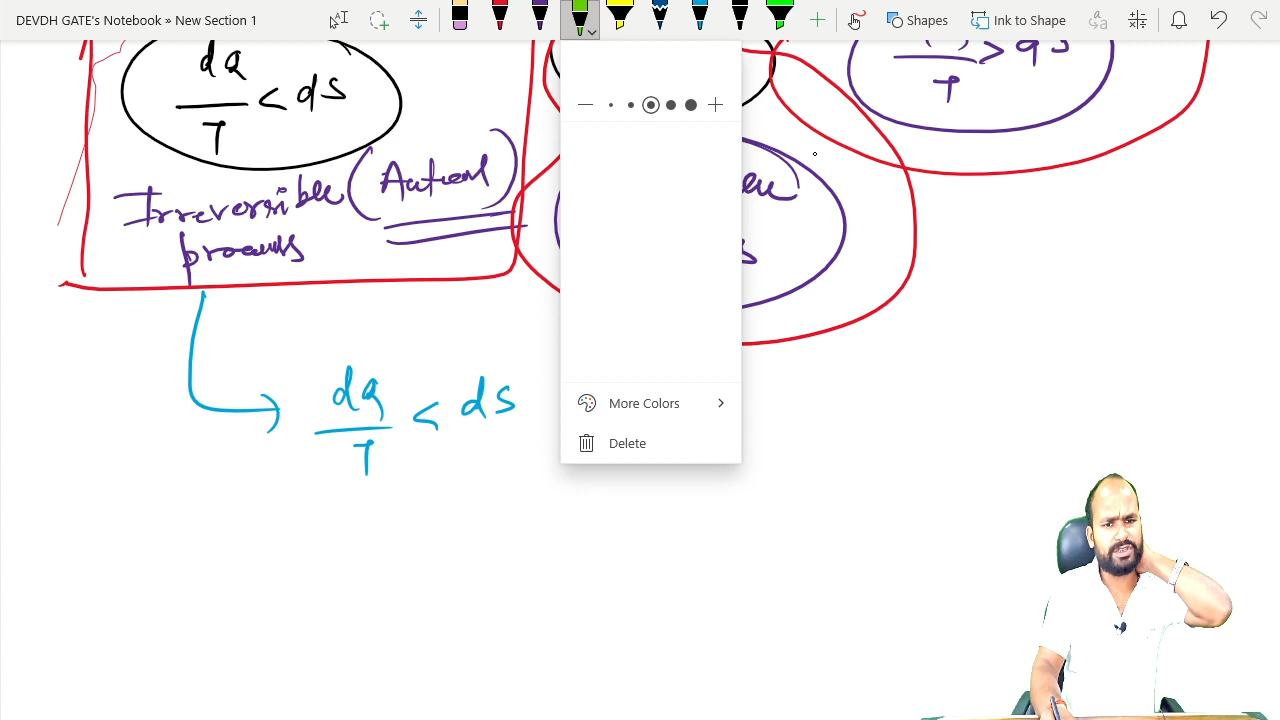 DEVDH GATE's Notebook » New Section 1
Shapes
Ink to Shape
dQ
T
< dS
> ds
T
Irreversible (Actual)
process
s
dQ
T
< dS
More Colors
Delete